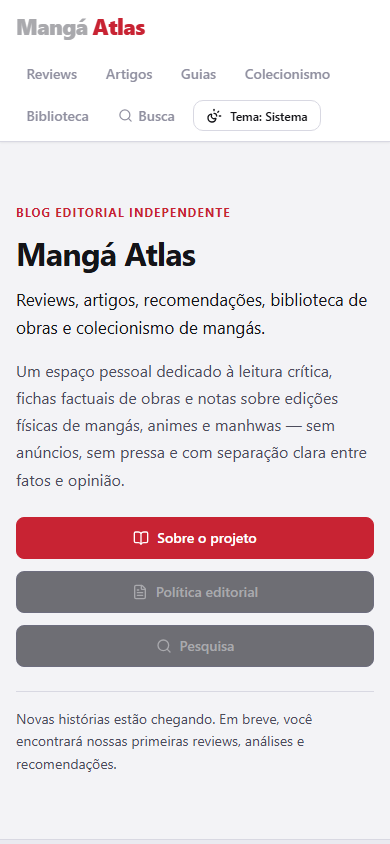 Mangá Atlas
Reviews Artigos Guias Colecionismo
Biblioteca Busca Tema: Sistema
BLOG EDITORIAL INDEPENDENTE
Mangá Atlas
Reviews, artigos, recomendações, biblioteca de
obras e colecionismo de mangás.
Um espaço pessoal dedicado à leitura crítica,
fichas factuais de obras e notas sobre edições
físicas de mangás, animes e manhwas — sem
anúncios, sem pressa e com separação clara entre
fatos e opinião.
Sobre o projeto
Política editorial
Pesquisa
Novas histórias estão chegando. Em breve, você
encontrará nossas primeiras reviews, análises e
recomendações.